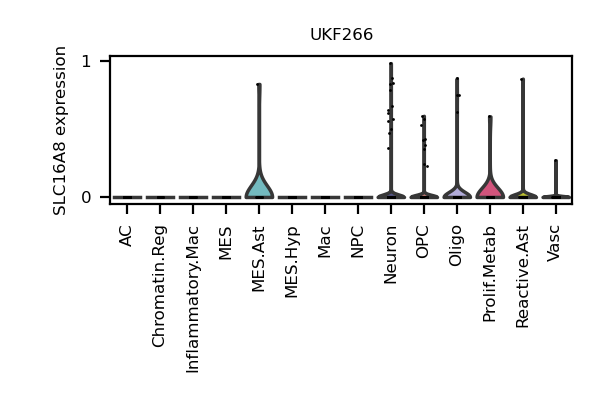 UKF266
SLC16A8 expression
1
0
AC
Chromatin.Reg
Inflammatory.Mac
MES
MES.Ast
MES.Hyp
Mac
NPC
Neuron
OPC
Oligo
Prolif.Metab
Reactive.Ast
Vasc